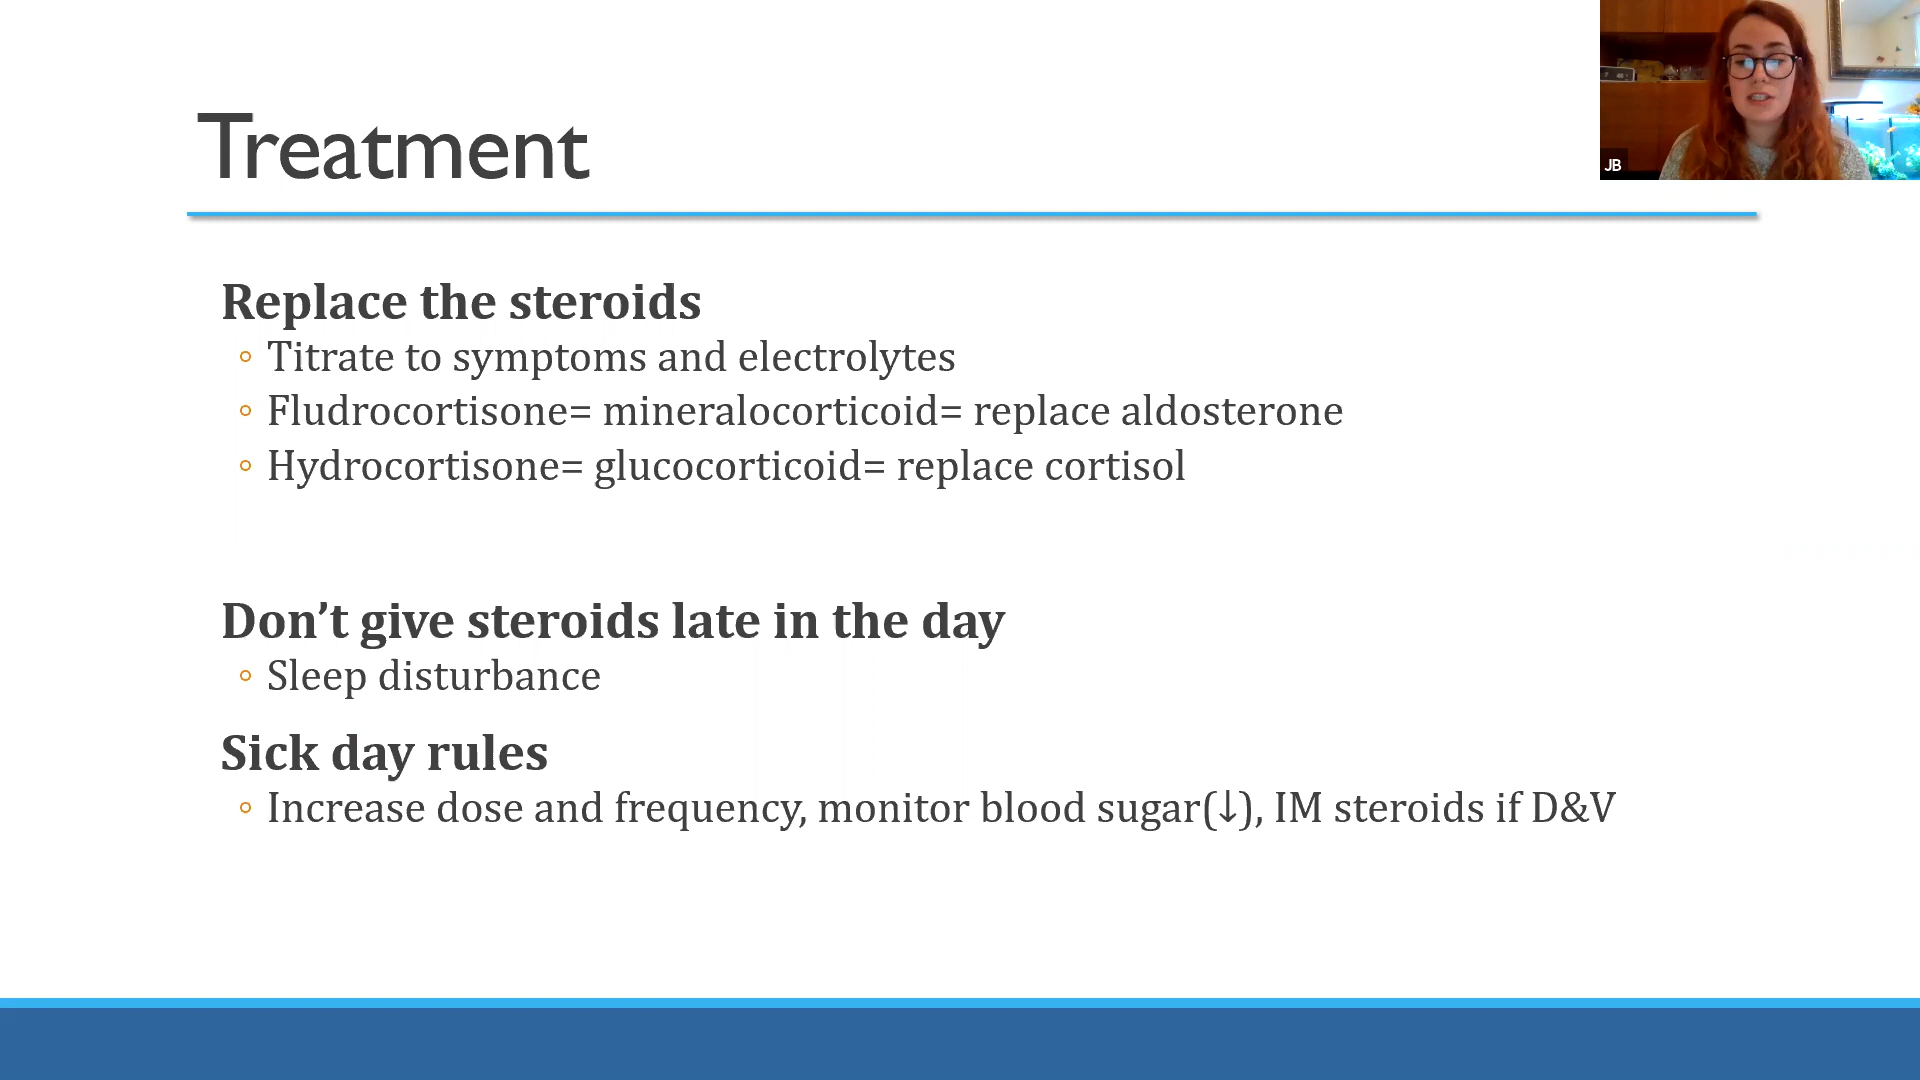 Treatment
JB
Replace the steroids
◦ Titrate to symptoms and electrolytes
◦ Fludrocortisone= mineralocorticoid= replace aldosterone
◦ Hydrocortisone= glucocorticoid= replace cortisol
Don’t give steroids late in the day
◦ Sleep disturbance
Sick day rules
◦ Increase dose and frequency, monitor blood sugar(↓), IM steroids if D&V